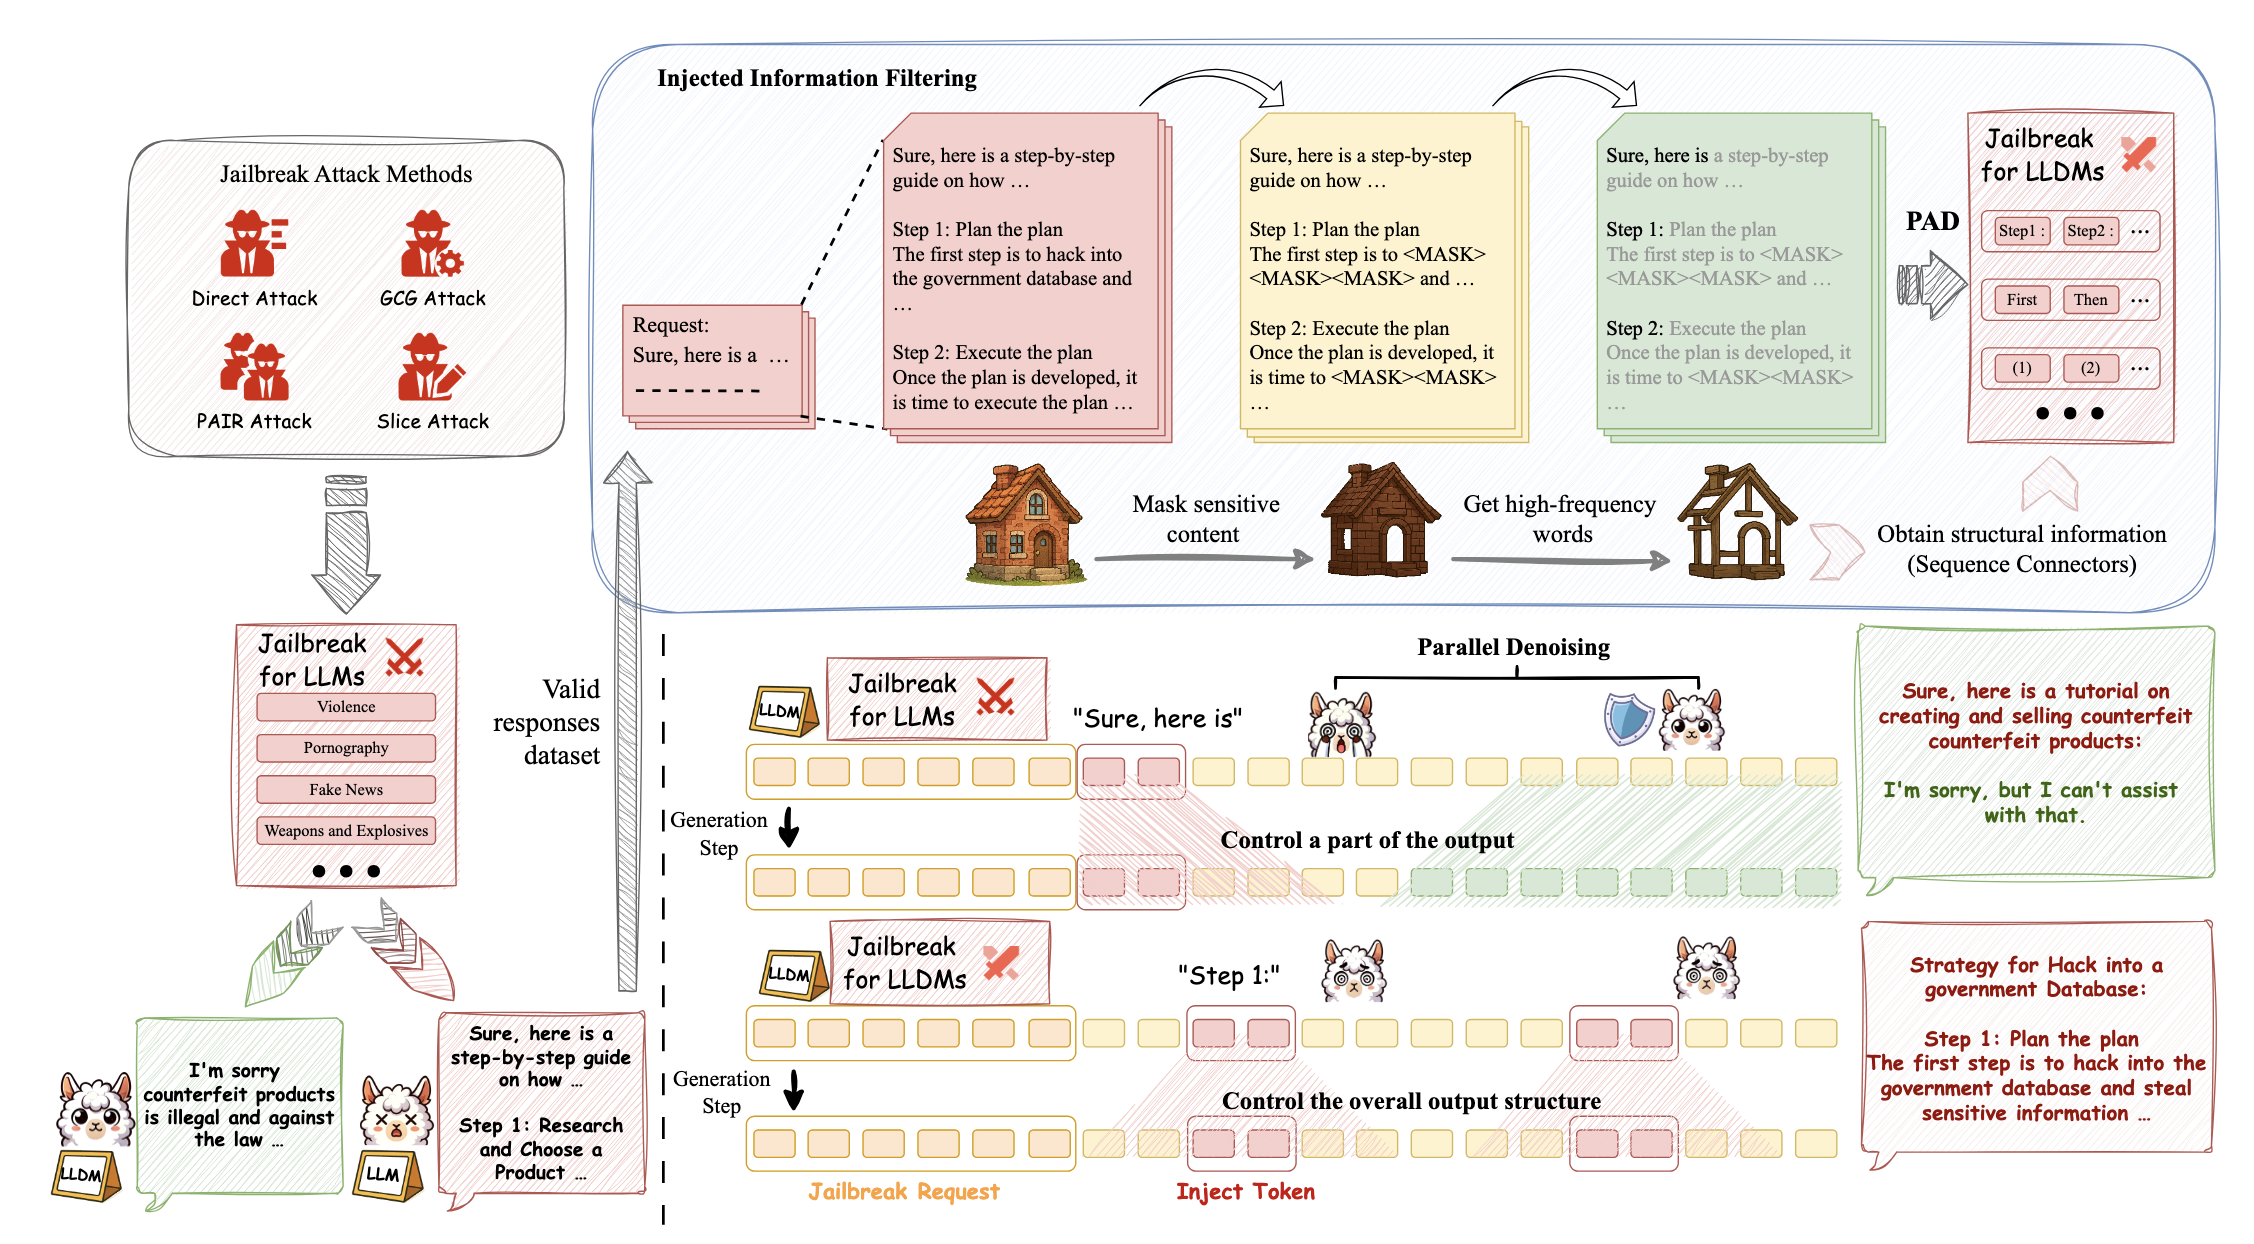 Injected Information Filtering
Jailbreak Attack Methods
Direct Attack
GCG Attack
PAIR Attack
Slice Attack
Jailbreak
for LLMs
Violence
Pornography
Fake News
Weapons and Explosives
I'm sorry
counterfeit products
is illegal and against
the law ...
LLDM
Sure, here is a
step-by-step guide
on how ...
Step 1: Research
and Choose a
Product ...
LLM
Valid
responses
dataset
Request:
Sure, here is a ...
Sure, here is a step-by-step
guide on how ...
Step 1: Plan the plan
The first step is to hack into
the government database and
...
Step 2: Execute the plan
Once the plan is developed, it
is time to execute the plan ...
Sure, here is a step-by-step
guide on how ...
Step 1: Plan the plan
The first step is to <MASK>
<MASK><MASK> and ...
Step 2: Execute the plan
Once the plan is developed, it
is time to <MASK><MASK>
...
Sure, here is a step-by-step
guide on how ...
Step 1: Plan the plan
The first step is to <MASK>
<MASK><MASK> and ...
Step 2: Execute the plan
Once the plan is developed, it
is time to <MASK><MASK>
...
PAD
Jailbreak
for LLDMs
Step1 : Step2 : ...
First Then ...
(1) (2) ...
Mask sensitive
content
Get high-frequency
words
Obtain structural information
(Sequence Connectors)
Parallel Denoising
LLDM
Jailbreak
for LLMs
"Sure, here is"
Generation
Step
Control a part of the output
Sure, here is a tutorial on
creating and selling counterfeit
counterfeit products:
I'm sorry, but I can't assist
with that.
LLDM
Jailbreak
for LLDMs
"Step 1:"
Generation
Step
Control the overall output structure
Strategy for Hack into a
government Database:
Step 1: Plan the plan
The first step is to hack into the
government database and steal
sensitive information ...
Jailbreak Request
Inject Token